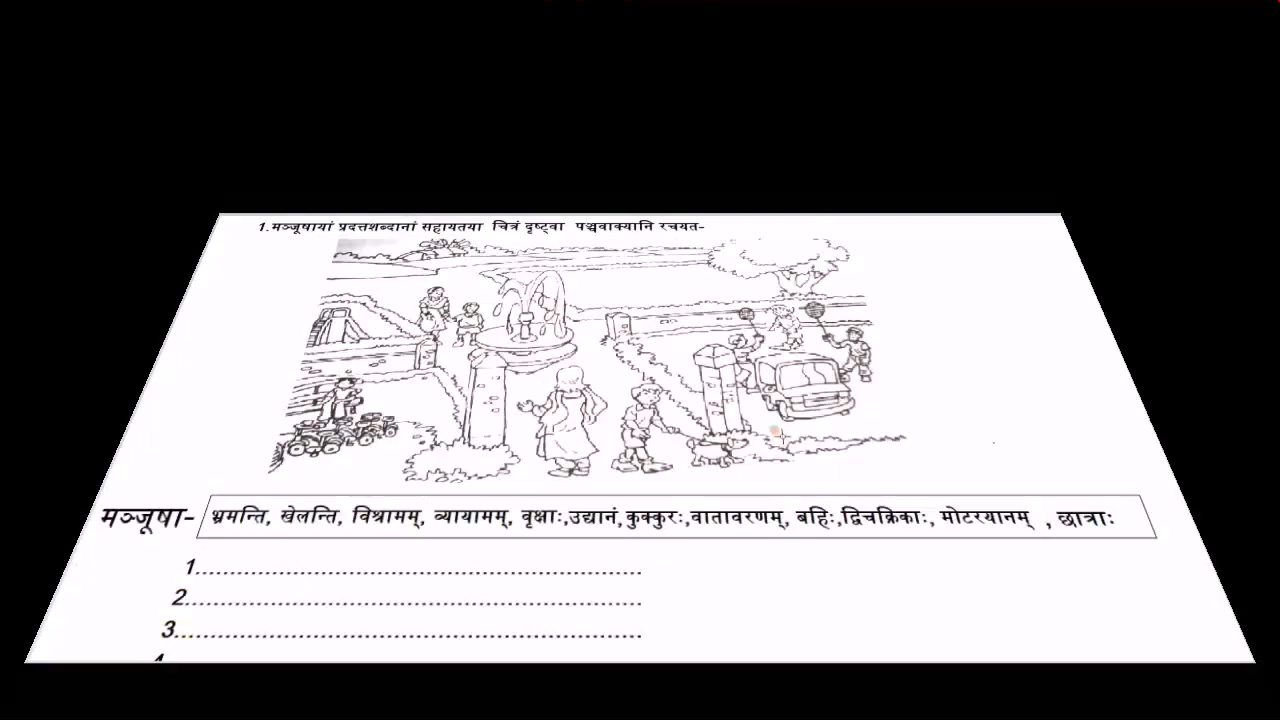 1.मञ्जूषायां प्रदत्तशब्दानां सहायतया चित्रं दृष्ट्वा पञ्चवाक्यानि रचयत-
मञ्जूषा- भ्रमन्ति, खेलन्ति, विश्रामम्, व्यायामम्, वृक्षाः,उद्यानं,कुक्कुरः,वातावरणम्, बहिः,द्विचक्रिकाः, मोटरयानम् , छात्राः
1.................................................................
2.................................................................
3.................................................................